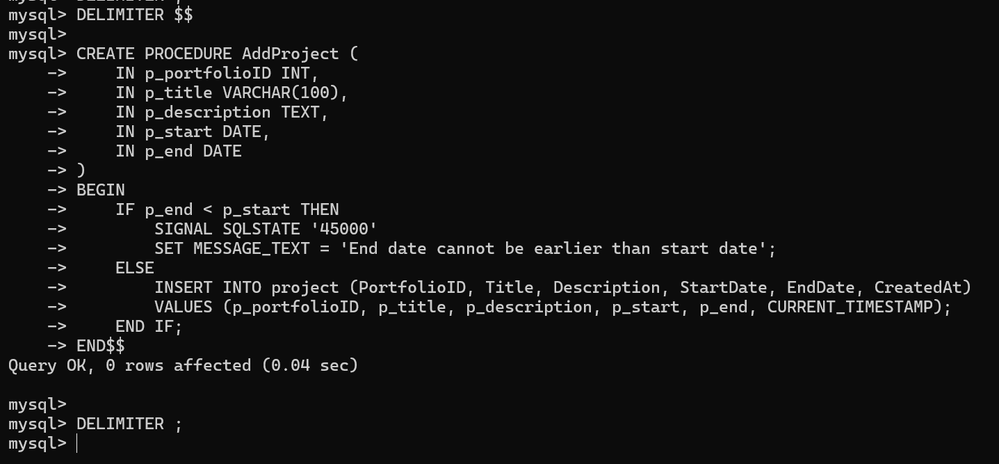 mysql> DELIMITER ;
mysql> DELIMITER $$
mysql>
mysql> CREATE PROCEDURE AddProject (
    ->     IN p_portfolioID INT,
    ->     IN p_title VARCHAR(100),
    ->     IN p_description TEXT,
    ->     IN p_start DATE,
    ->     IN p_end DATE
    -> )
    -> BEGIN
    ->     IF p_end < p_start THEN
    ->         SIGNAL SQLSTATE '45000'
    ->         SET MESSAGE_TEXT = 'End date cannot be earlier than start date';
    ->     ELSE
    ->         INSERT INTO project (PortfolioID, Title, Description, StartDate, EndDate, CreatedAt)
    ->         VALUES (p_portfolioID, p_title, p_description, p_start, p_end, CURRENT_TIMESTAMP);
    ->     END IF;
    -> END$$
Query OK, 0 rows affected (0.04 sec)

mysql>
mysql> DELIMITER ;
mysql>